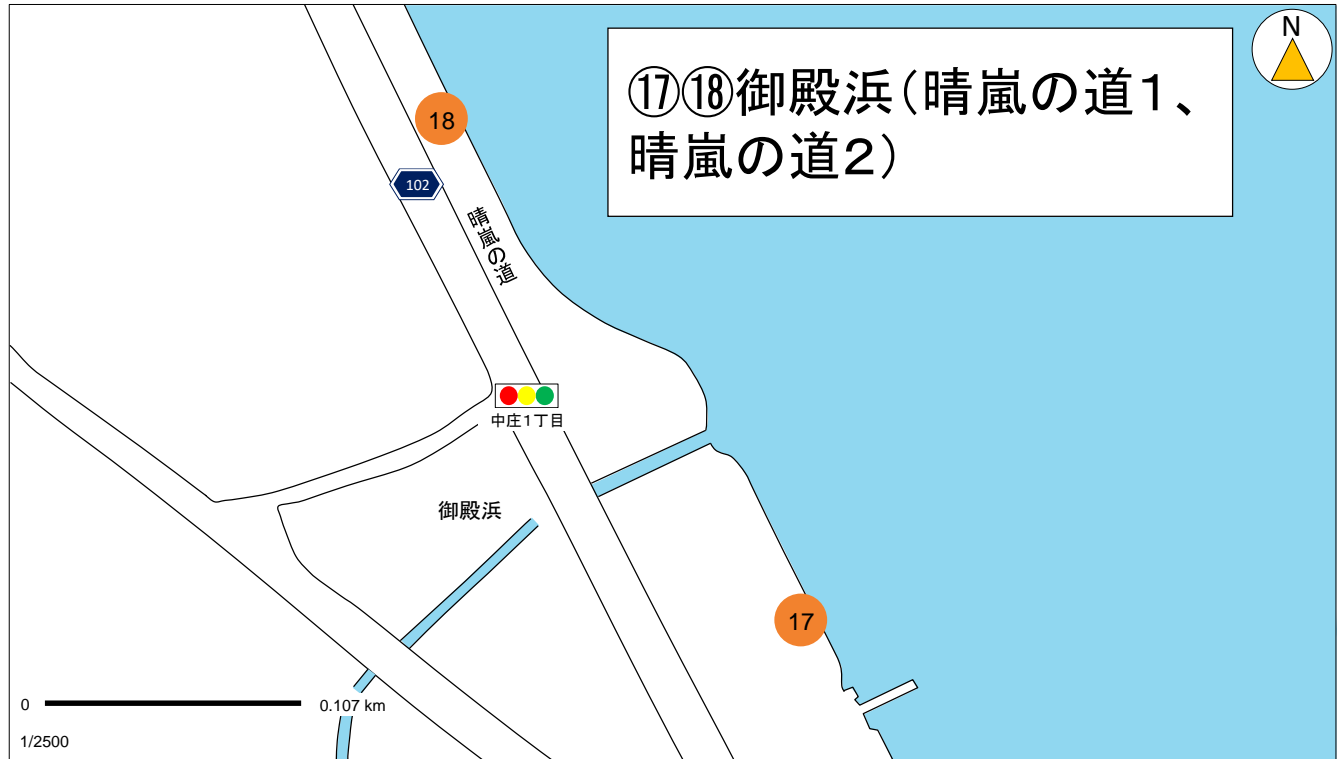 N
⑰⑱御殿浜(晴嵐の道1、
晴嵐の道2)
18
102
晴嵐の道
中庄1丁目
御殿浜
17
0 0.107 km
1/2500